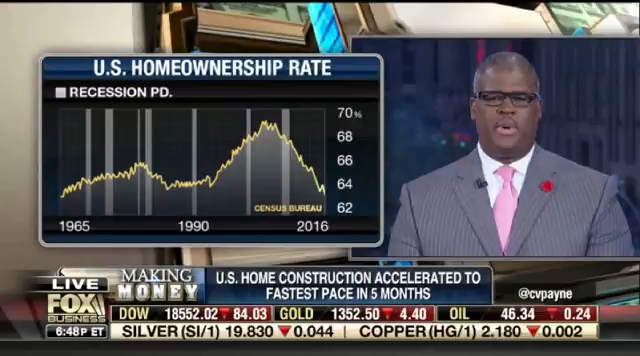 U.S. HOMEOWNERSHIP RATE
RECESSION PD.
70%
68
66
64
62
CENSUS BUREAU
1965 1990 2016
LIVE
FOX
BUSINESS
6:48P ET
MAKING
MONEY
U.S. HOME CONSTRUCTION ACCELERATED TO
FASTEST PACE IN 5 MONTHS
@cvpayne
DOW 18552.02 ▼ 84.03 GOLD 1352.50 ▼ 4.40 OIL 46.34 ▼ 0.24
SILVER (SI/1) 19.830 ▼0.044 | COPPER (HG/1) 2.180 ▼0.002